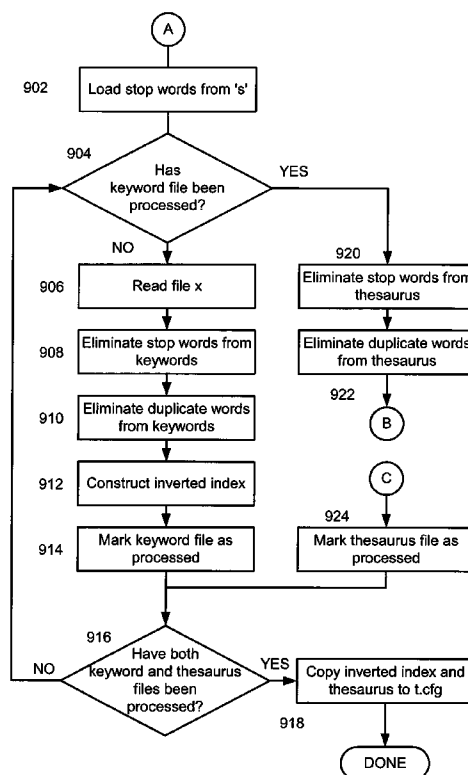 A
902
Load stop words from 's'
904
Has
keyword file been
processed?
YES
NO
906
Read file x
920
Eliminate stop words from
thesaurus
908
Eliminate stop words from
keywords
Eliminate duplicate words
from thesaurus
922
B
910
Eliminate duplicate words
from keywords
912
Construct inverted index
C
914
Mark keyword file as
processed
924
Mark thesaurus file as
processed
916
Have both
keyword and thesaurus
files been
processed?
NO
YES
Copy inverted index and
thesaurus to t.cfg
918
DONE